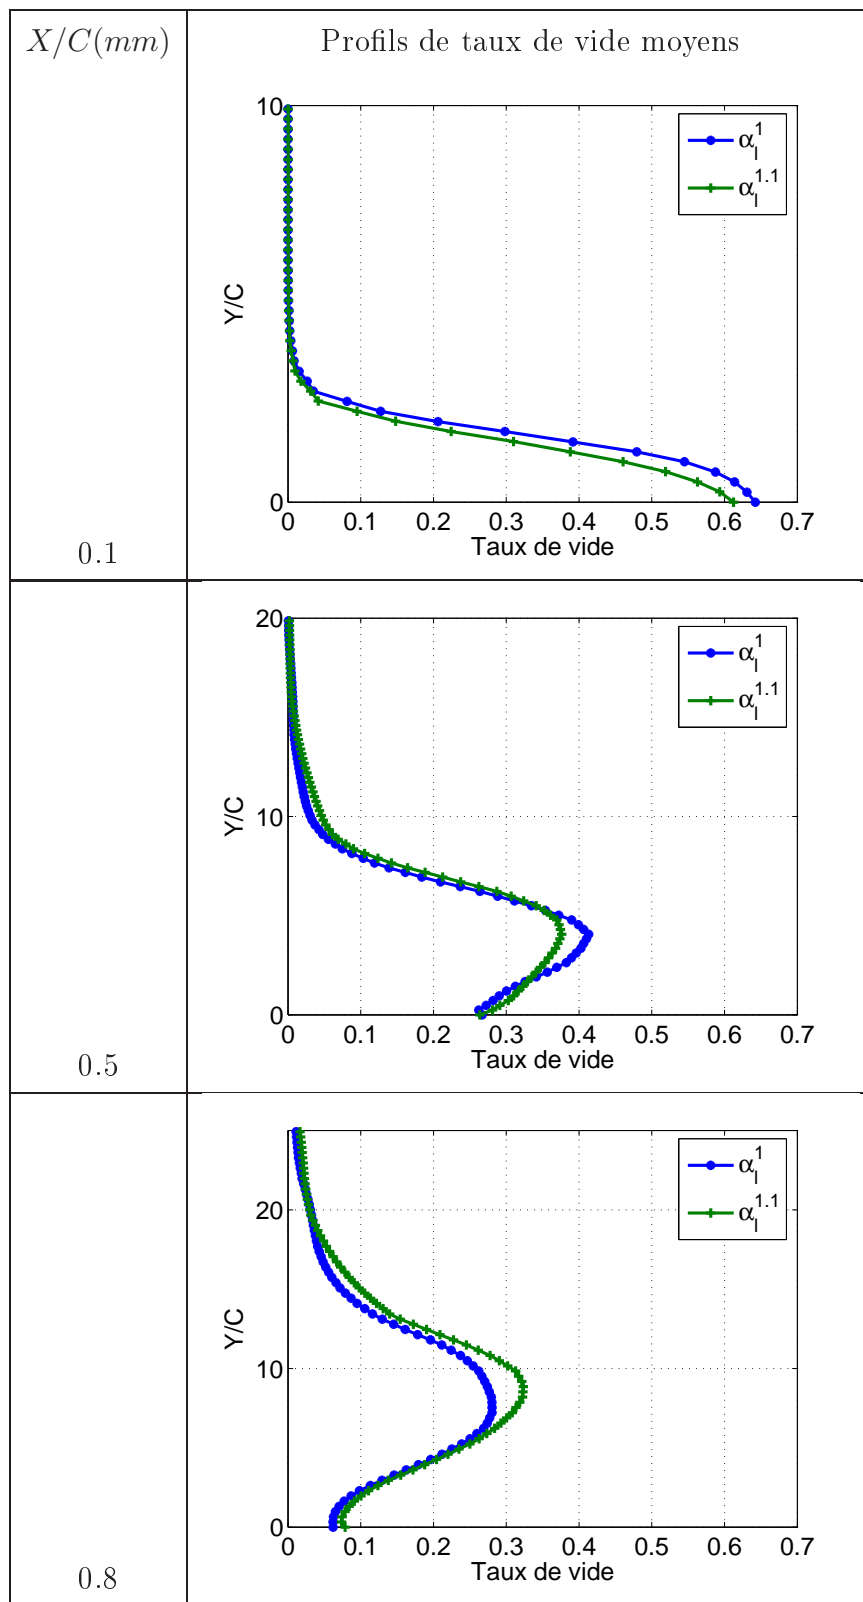 X/C(mm) Profils de taux de vide moyens
10
α_l^1
α_l^1.1
Y/C
0
0 0.1 0.2 0.3 0.4 0.5 0.6 0.7
Taux de vide
0.1
20
α_l^1
α_l^1.1
Y/C
10
0
0 0.1 0.2 0.3 0.4 0.5 0.6 0.7
Taux de vide
0.5
α_l^1
α_l^1.1
20
Y/C
10
0
0 0.1 0.2 0.3 0.4 0.5 0.6 0.7
Taux de vide
0.8